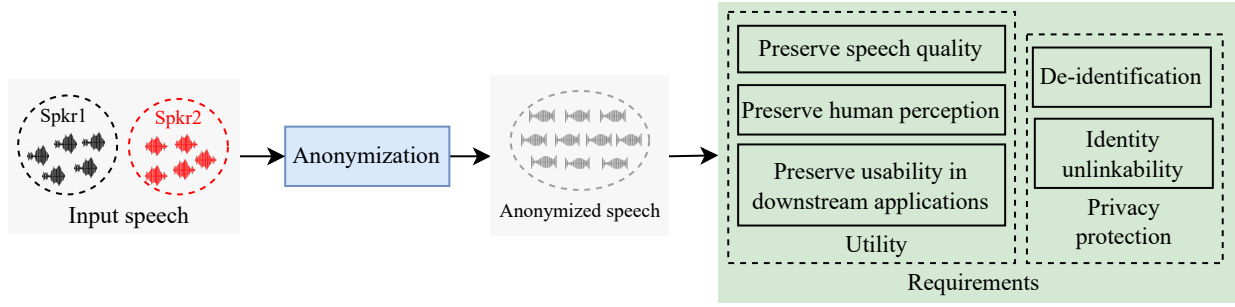 Spkr1
Spkr2
Input speech
Anonymization
Anonymized speech
Preserve speech quality
Preserve human perception
Preserve usability in
downstream applications
Utility
De-identification
Identity
unlinkability
Privacy
protection
Requirements